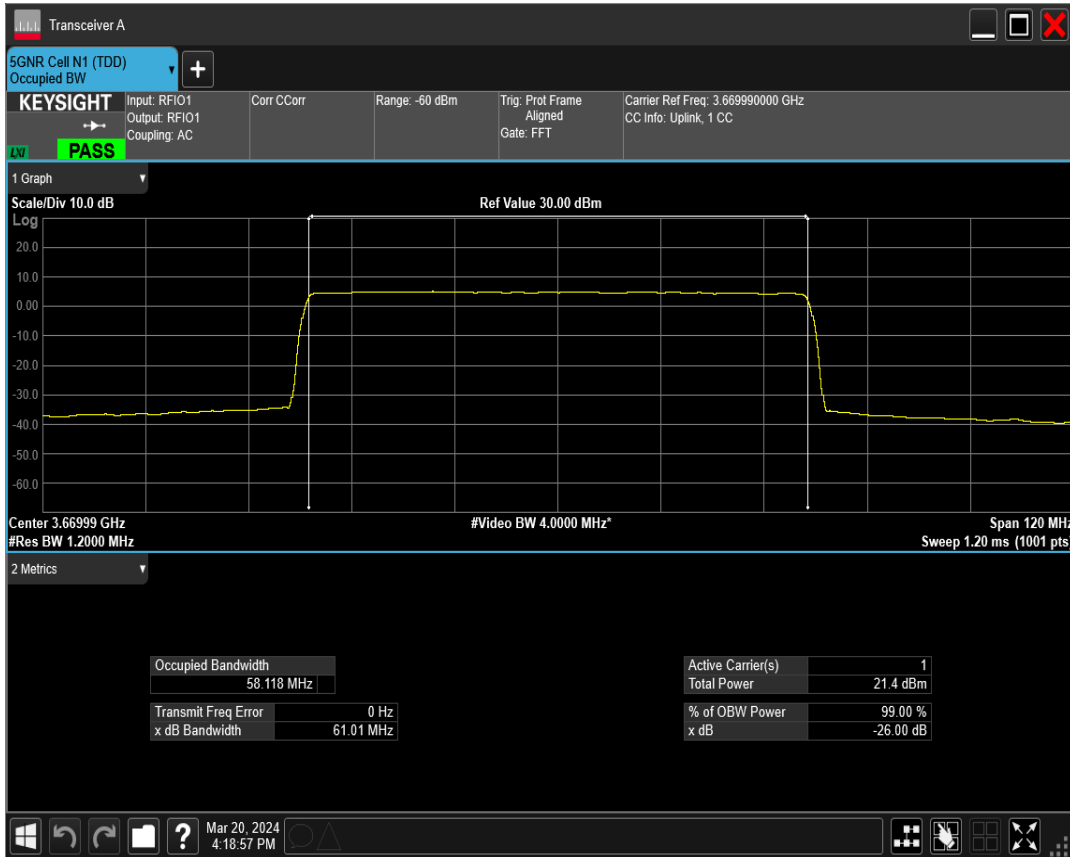 Transceiver A
5GNR Cell N1 (TDD)
Occupied BW
+
KEYSIGHT
LXI
PASS
Input: RFIO1
Output: RFIO1
Coupling: AC
Corr CCorr
Range: -60 dBm
Trig: Prot Frame
Aligned
Gate: FFT
Carrier Ref Freq: 3.669990000 GHz
CC Info: Uplink, 1 CC
1 Graph
Scale/Div 10.0 dB
Ref Value 30.00 dBm
Log
20.0
10.0
0.00
-10.0
-20.0
-30.0
-40.0
-50.0
-60.0
Center 3.66999 GHz
#Video BW 4.0000 MHz*
Span 120 MHz
#Res BW 1.2000 MHz
Sweep 1.20 ms (1001 pts)
2 Metrics
Occupied Bandwidth
58.118 MHz
Transmit Freq Error 0 Hz
x dB Bandwidth 61.01 MHz
Active Carrier(s) 1
Total Power 21.4 dBm
% of OBW Power 99.00 %
x dB -26.00 dB
?
Mar 20, 2024
4:18:57 PM